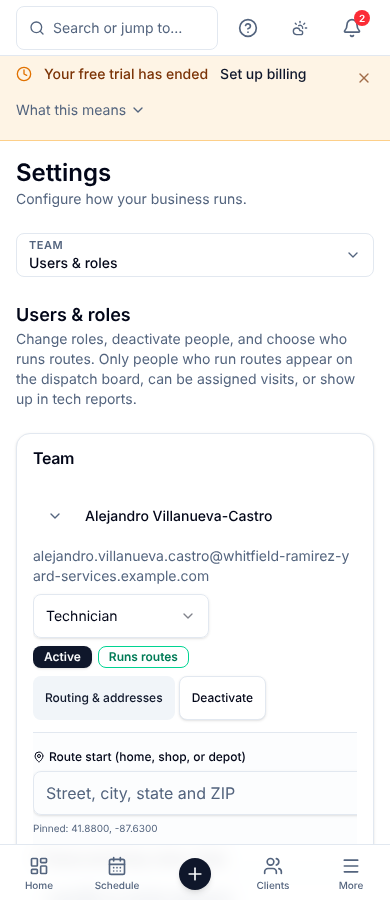 Search or jump to...
2
Your free trial has ended Set up billing
What this means
Settings
Configure how your business runs.
TEAM
Users & roles
Users & roles
Change roles, deactivate people, and choose who
runs routes. Only people who run routes appear on
the dispatch board, can be assigned visits, or show
up in tech reports.
Team
Alejandro Villanueva-Castro
alejandro.villanueva.castro@whitfield-ramirez-y
ard-services.example.com
Technician
Active Runs routes
Routing & addresses Deactivate
Route start (home, shop, or depot)
Street, city, state and ZIP
Pinned: 41.8800, -87.6300
Home Schedule Clients More